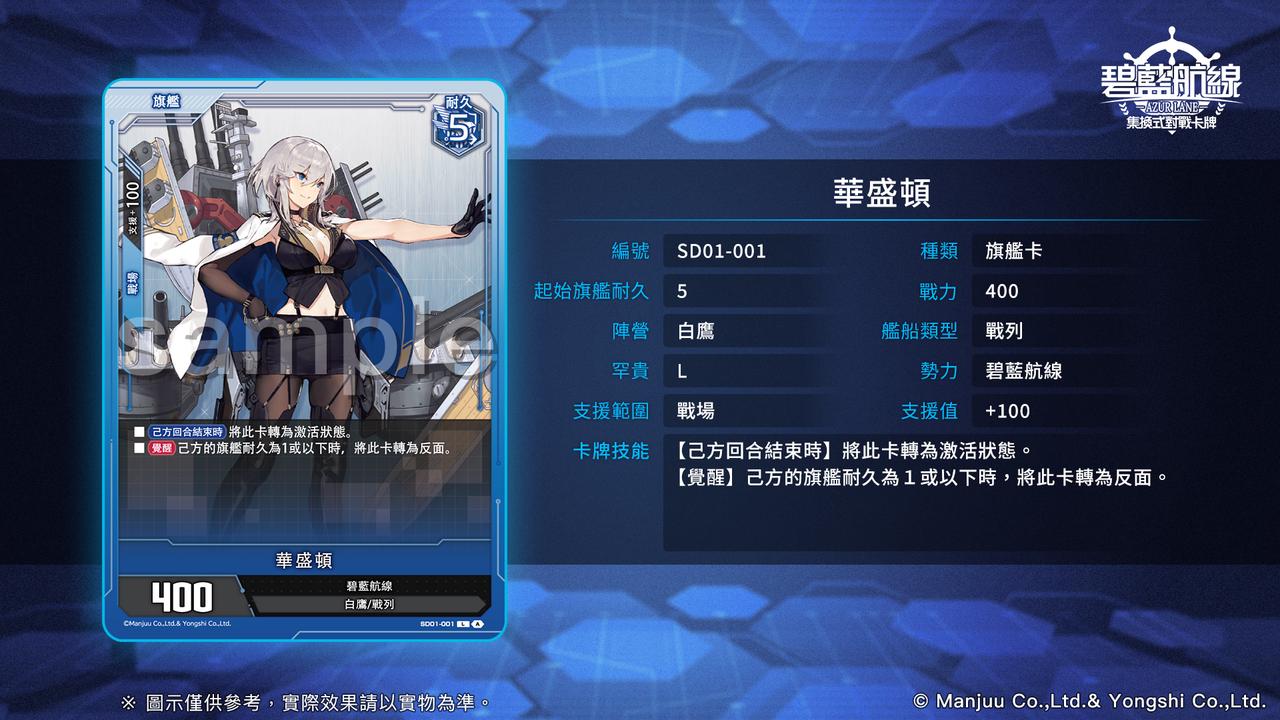 碧藍航線
AZUR LANE
集換式對戰卡牌
旗艦
耐久
5
支援+100
戰場
sample
■ 己方回合結束時 將此卡轉為激活狀態。
■ 覺醒 己方的旗艦耐久為1或以下時，將此卡轉為反面。
華盛頓
400
碧藍航線
白鷹/戰列
©Manjuu Co.,Ltd.& Yongshi Co.,Ltd.
SD01-001 L A
華盛頓
編號 SD01-001 種類 旗艦卡
起始旗艦耐久 5 戰力 400
陣營 白鷹 艦船類型 戰列
罕貴 L 勢力 碧藍航線
支援範圍 戰場 支援值 +100
卡牌技能 【己方回合結束時】將此卡轉為激活狀態。
【覺醒】己方的旗艦耐久為１或以下時，將此卡轉為反面。
※ 圖示僅供參考，實際效果請以實物為準。
© Manjuu Co.,Ltd.& Yongshi Co.,Ltd.